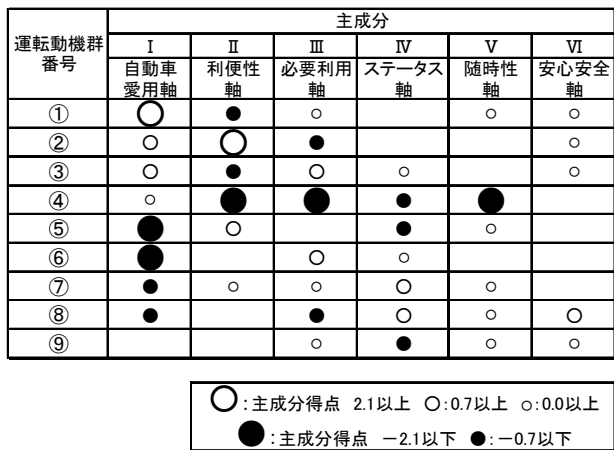 運転動機群番号 主成分
Ⅰ Ⅱ Ⅲ Ⅳ Ⅴ Ⅵ
自動車愛用軸 利便性軸 必要利用軸 ステータス軸 随時性軸 安心安全軸
① ○ ● ○ ○ ○
② ○ ○ ● ○
③ ○ ● ○ ○ ○
④ ○ ● ● ● ●
⑤ ● ○ ● ○
⑥ ● ○ ○
⑦ ● ○ ○ ○ ○
⑧ ● ● ○ ○ ○
⑨ ○ ● ○ ○
○:主成分得点 2.1以上 ○:0.7以上 ○:0.0以上
●:主成分得点 -2.1以下 ●:-0.7以下